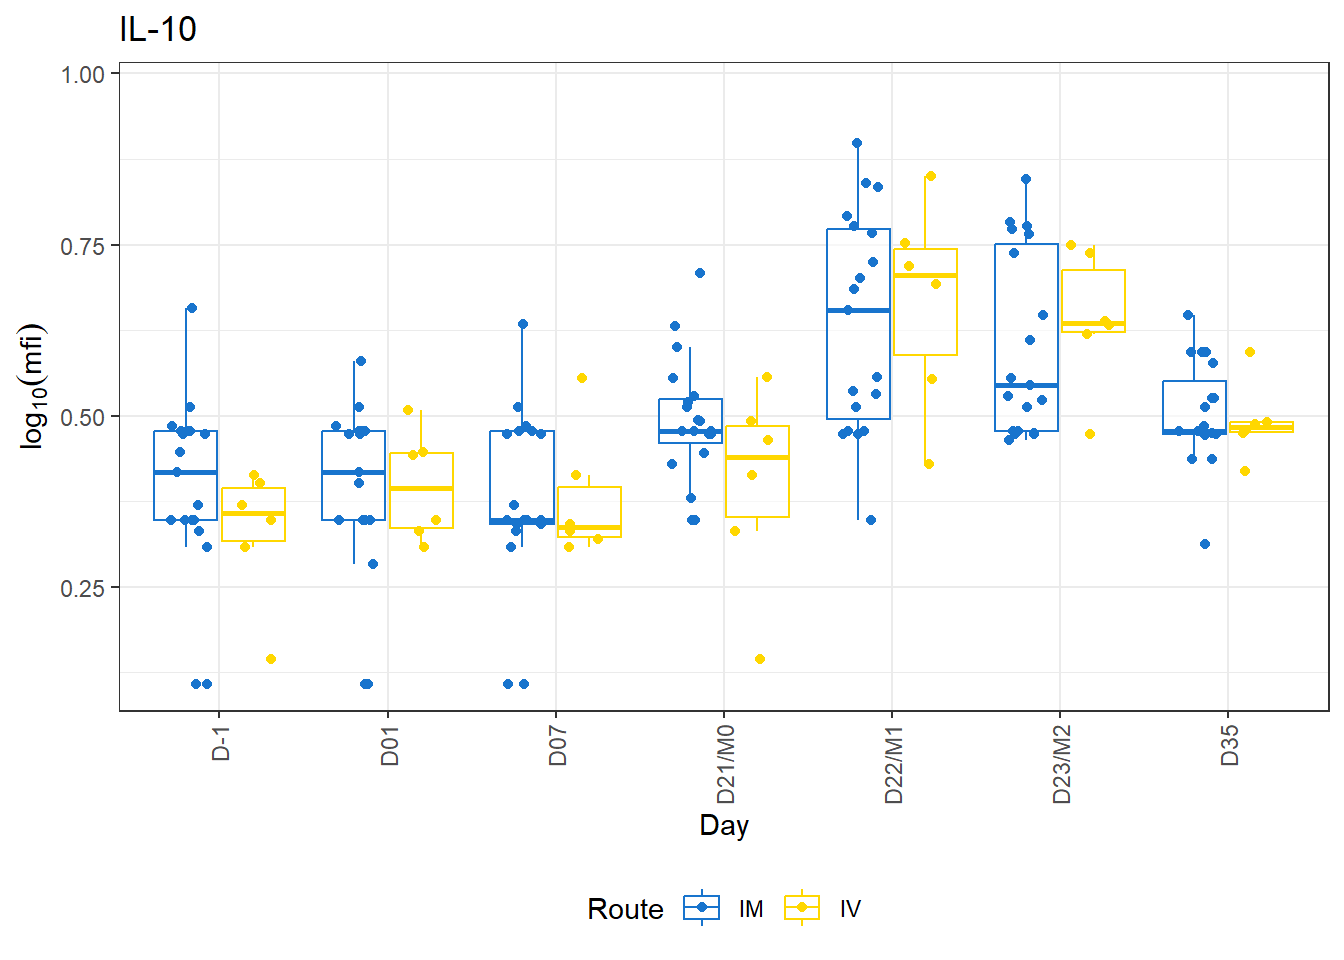 IL-10
1.00
0.75
0.50
0.25
log10(mfi)
D-1
D01
D07
D21/M0
D22/M1
D23/M2
D35
Day
Route IM IV